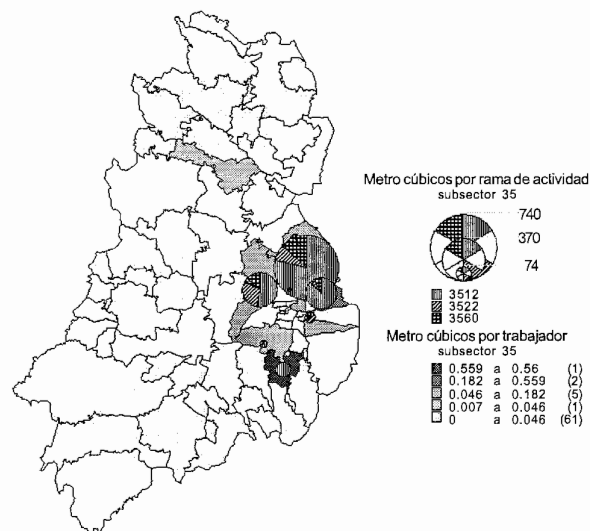 Metro cúbicos por rama de actividad
subsector 35
740
370
74
3512
3522
3560
Metro cúbicos por trabajador
subsector 35
0.559 a 0.56 (1)
0.182 a 0.559 (2)
0.046 a 0.182 (5)
0.007 a 0.046 (1)
0 a 0.046 (61)